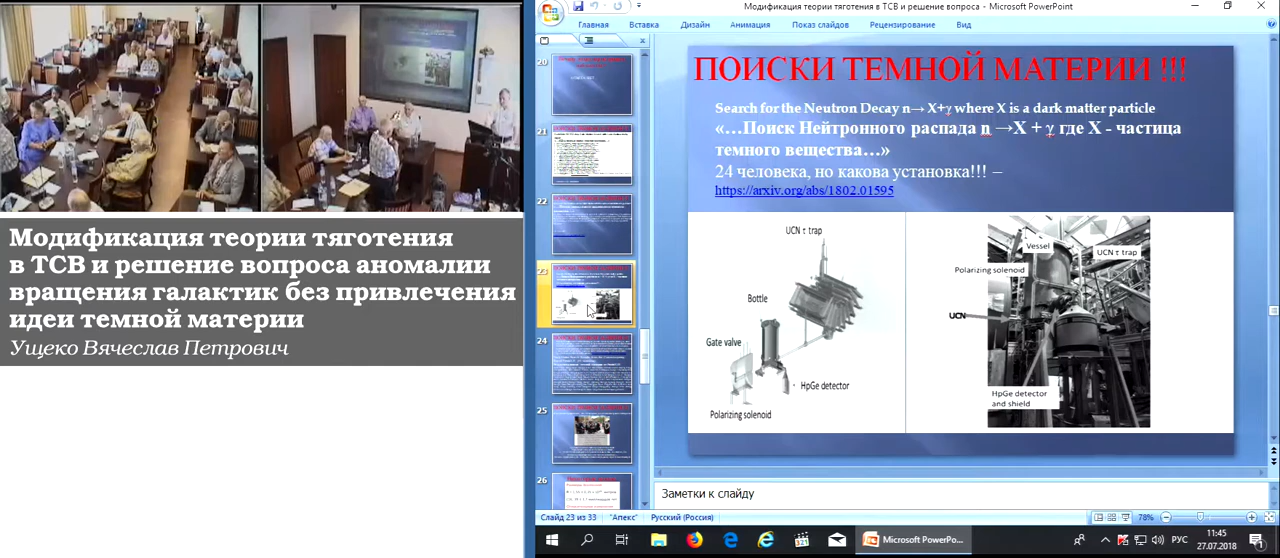 Модификация теории тяготения
в ТСВ и решение вопроса аномалии
вращения галактик без привлечения
идеи темной материи
Ущеко Вячеслав Петрович
Модификация теории тяготения в ТСВ и решение вопроса - Microsoft PowerPoint
Главная Вставка Дизайн Анимация Показ слайдов Рецензирование Вид
20
21
22
23
24
25
26
ПОИСКИ ТЕМНОЙ МАТЕРИИ !!!
Search for the Neutron Decay n→ X+γ where X is a dark matter particle
«…Поиск Нейтронного распада n →X + γ где X - частица
темного вещества…»
24 человека, но какова установка!!! –
https://arxiv.org/abs/1802.01595
UCN τ trap
Bottle
Gate valve
HpGe detector
Polarizing solenoid
Vessel
UCN τ trap
Polarizing solenoid
UCN
HpGe detector
and shield
Заметки к слайду
Слайд 23 из 33 "Апекс" Русский (Россия) 78%
Microsoft PowerPo...
РУС
11:45
27.07.2018